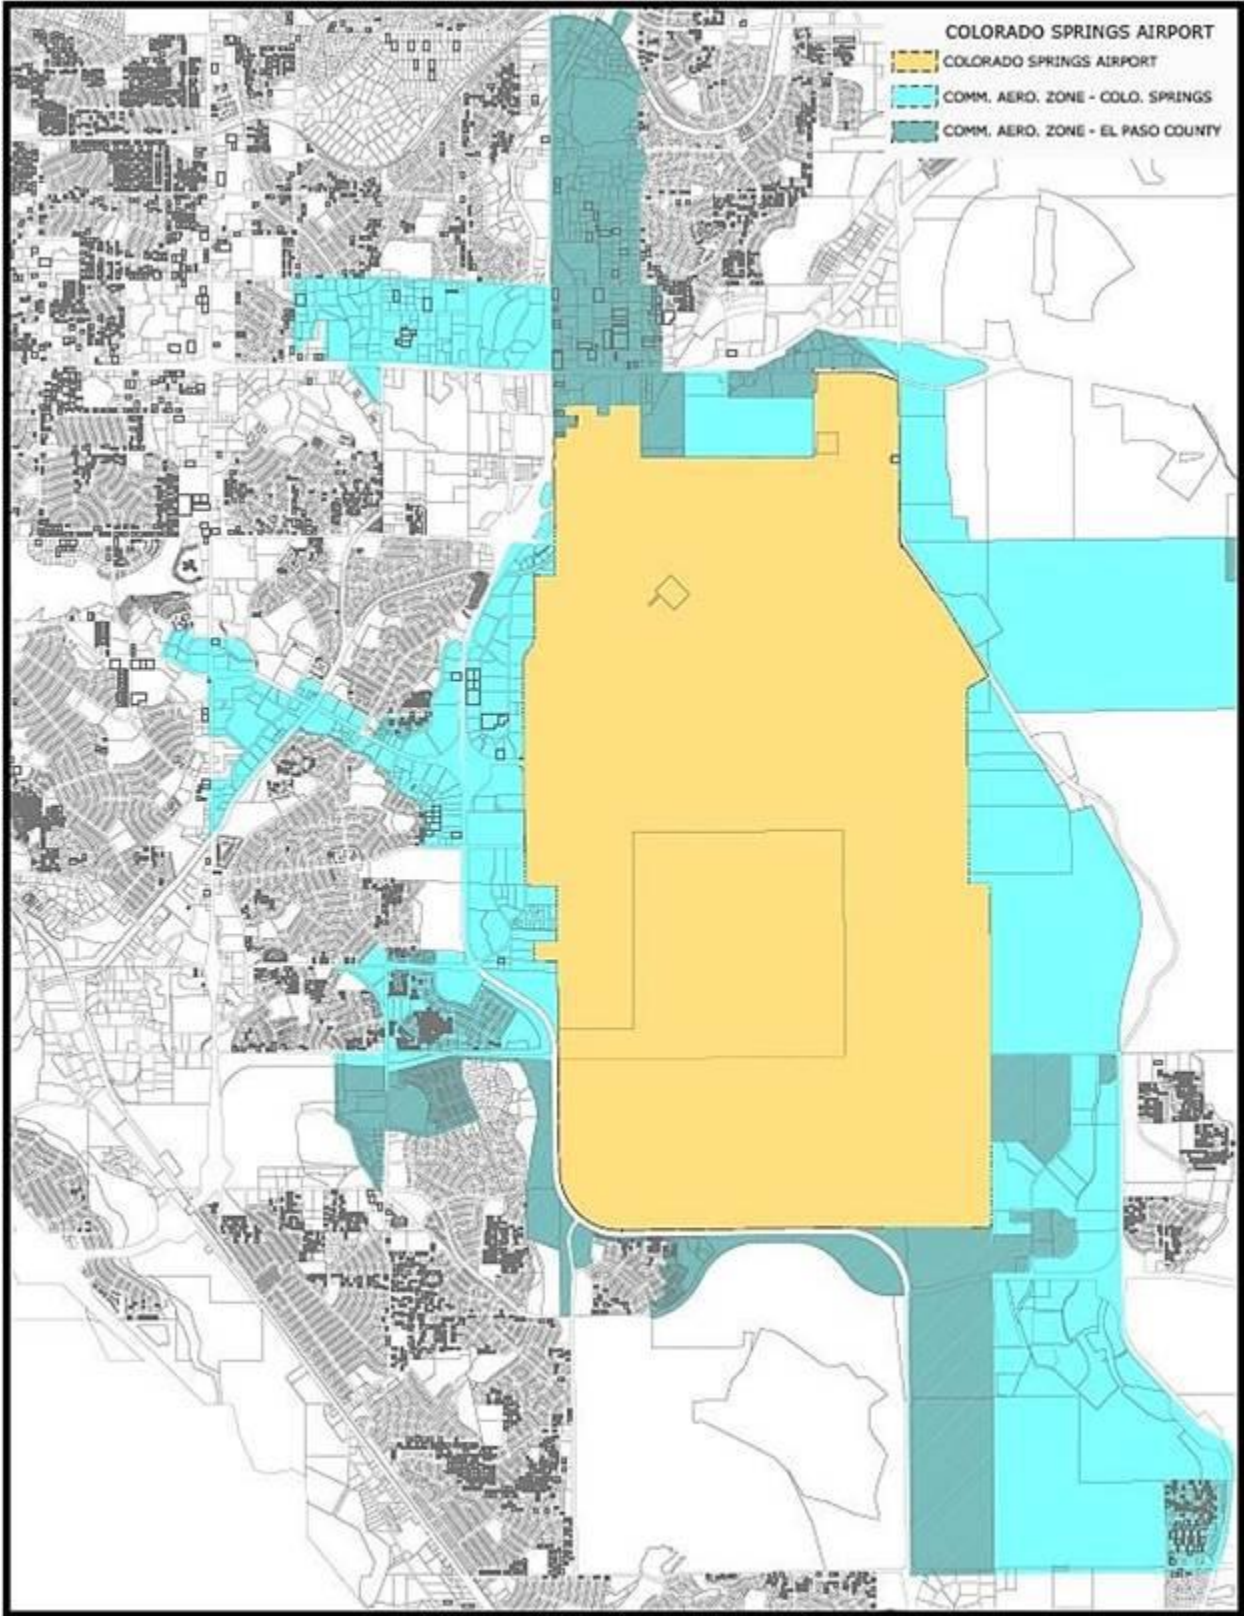 COLORADO SPRINGS AIRPORT
COLORADO SPRINGS AIRPORT
COMM. AERO. ZONE - COLO. SPRINGS
COMM. AERO. ZONE - EL PASO COUNTY